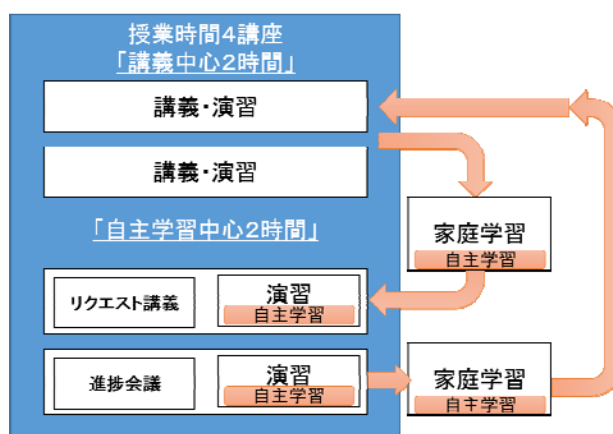 授業時間4講座
「講義中心2時間」
講義・演習
講義・演習
「自主学習中心2時間」
家庭学習
自主学習
リクエスト講義
演習
自主学習
進捗会議
演習
自主学習
家庭学習
自主学習